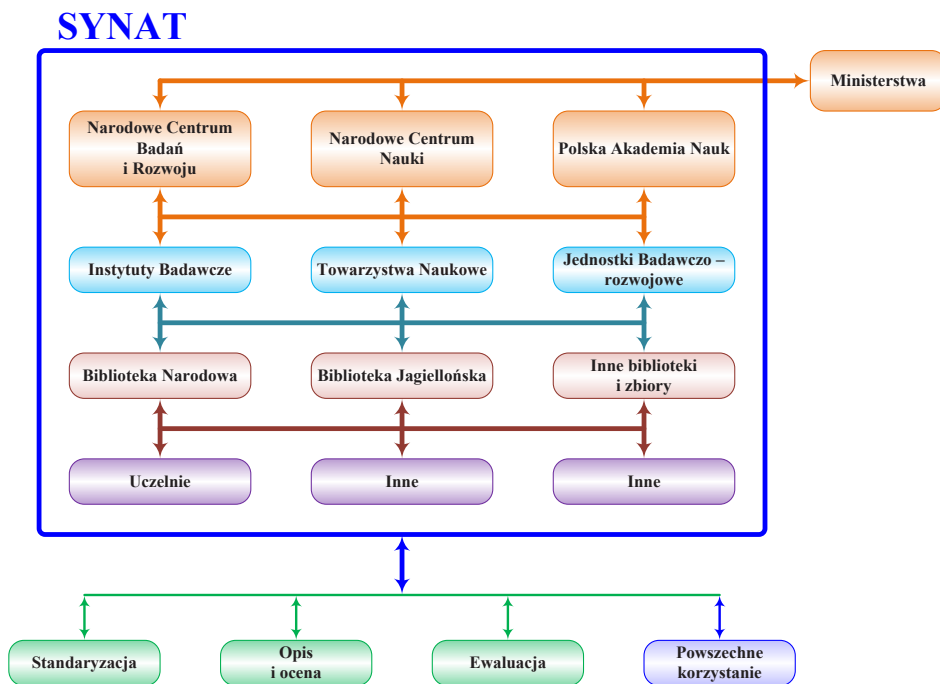 SYNAT
Ministerstwa
Narodowe Centrum
Badań
i Rozwoju
Narodowe Centrum
Nauki
Polska Akademia Nauk
Instytuty Badawcze
Towarzystwa Naukowe
Jednostki Badawczo –
rozwojowe
Biblioteka Narodowa
Biblioteka Jagiellońska
Inne biblioteki
i zbiory
Uczelnie
Inne
Inne
Standaryzacja
Opis
i ocena
Ewaluacja
Powszechne
korzystanie